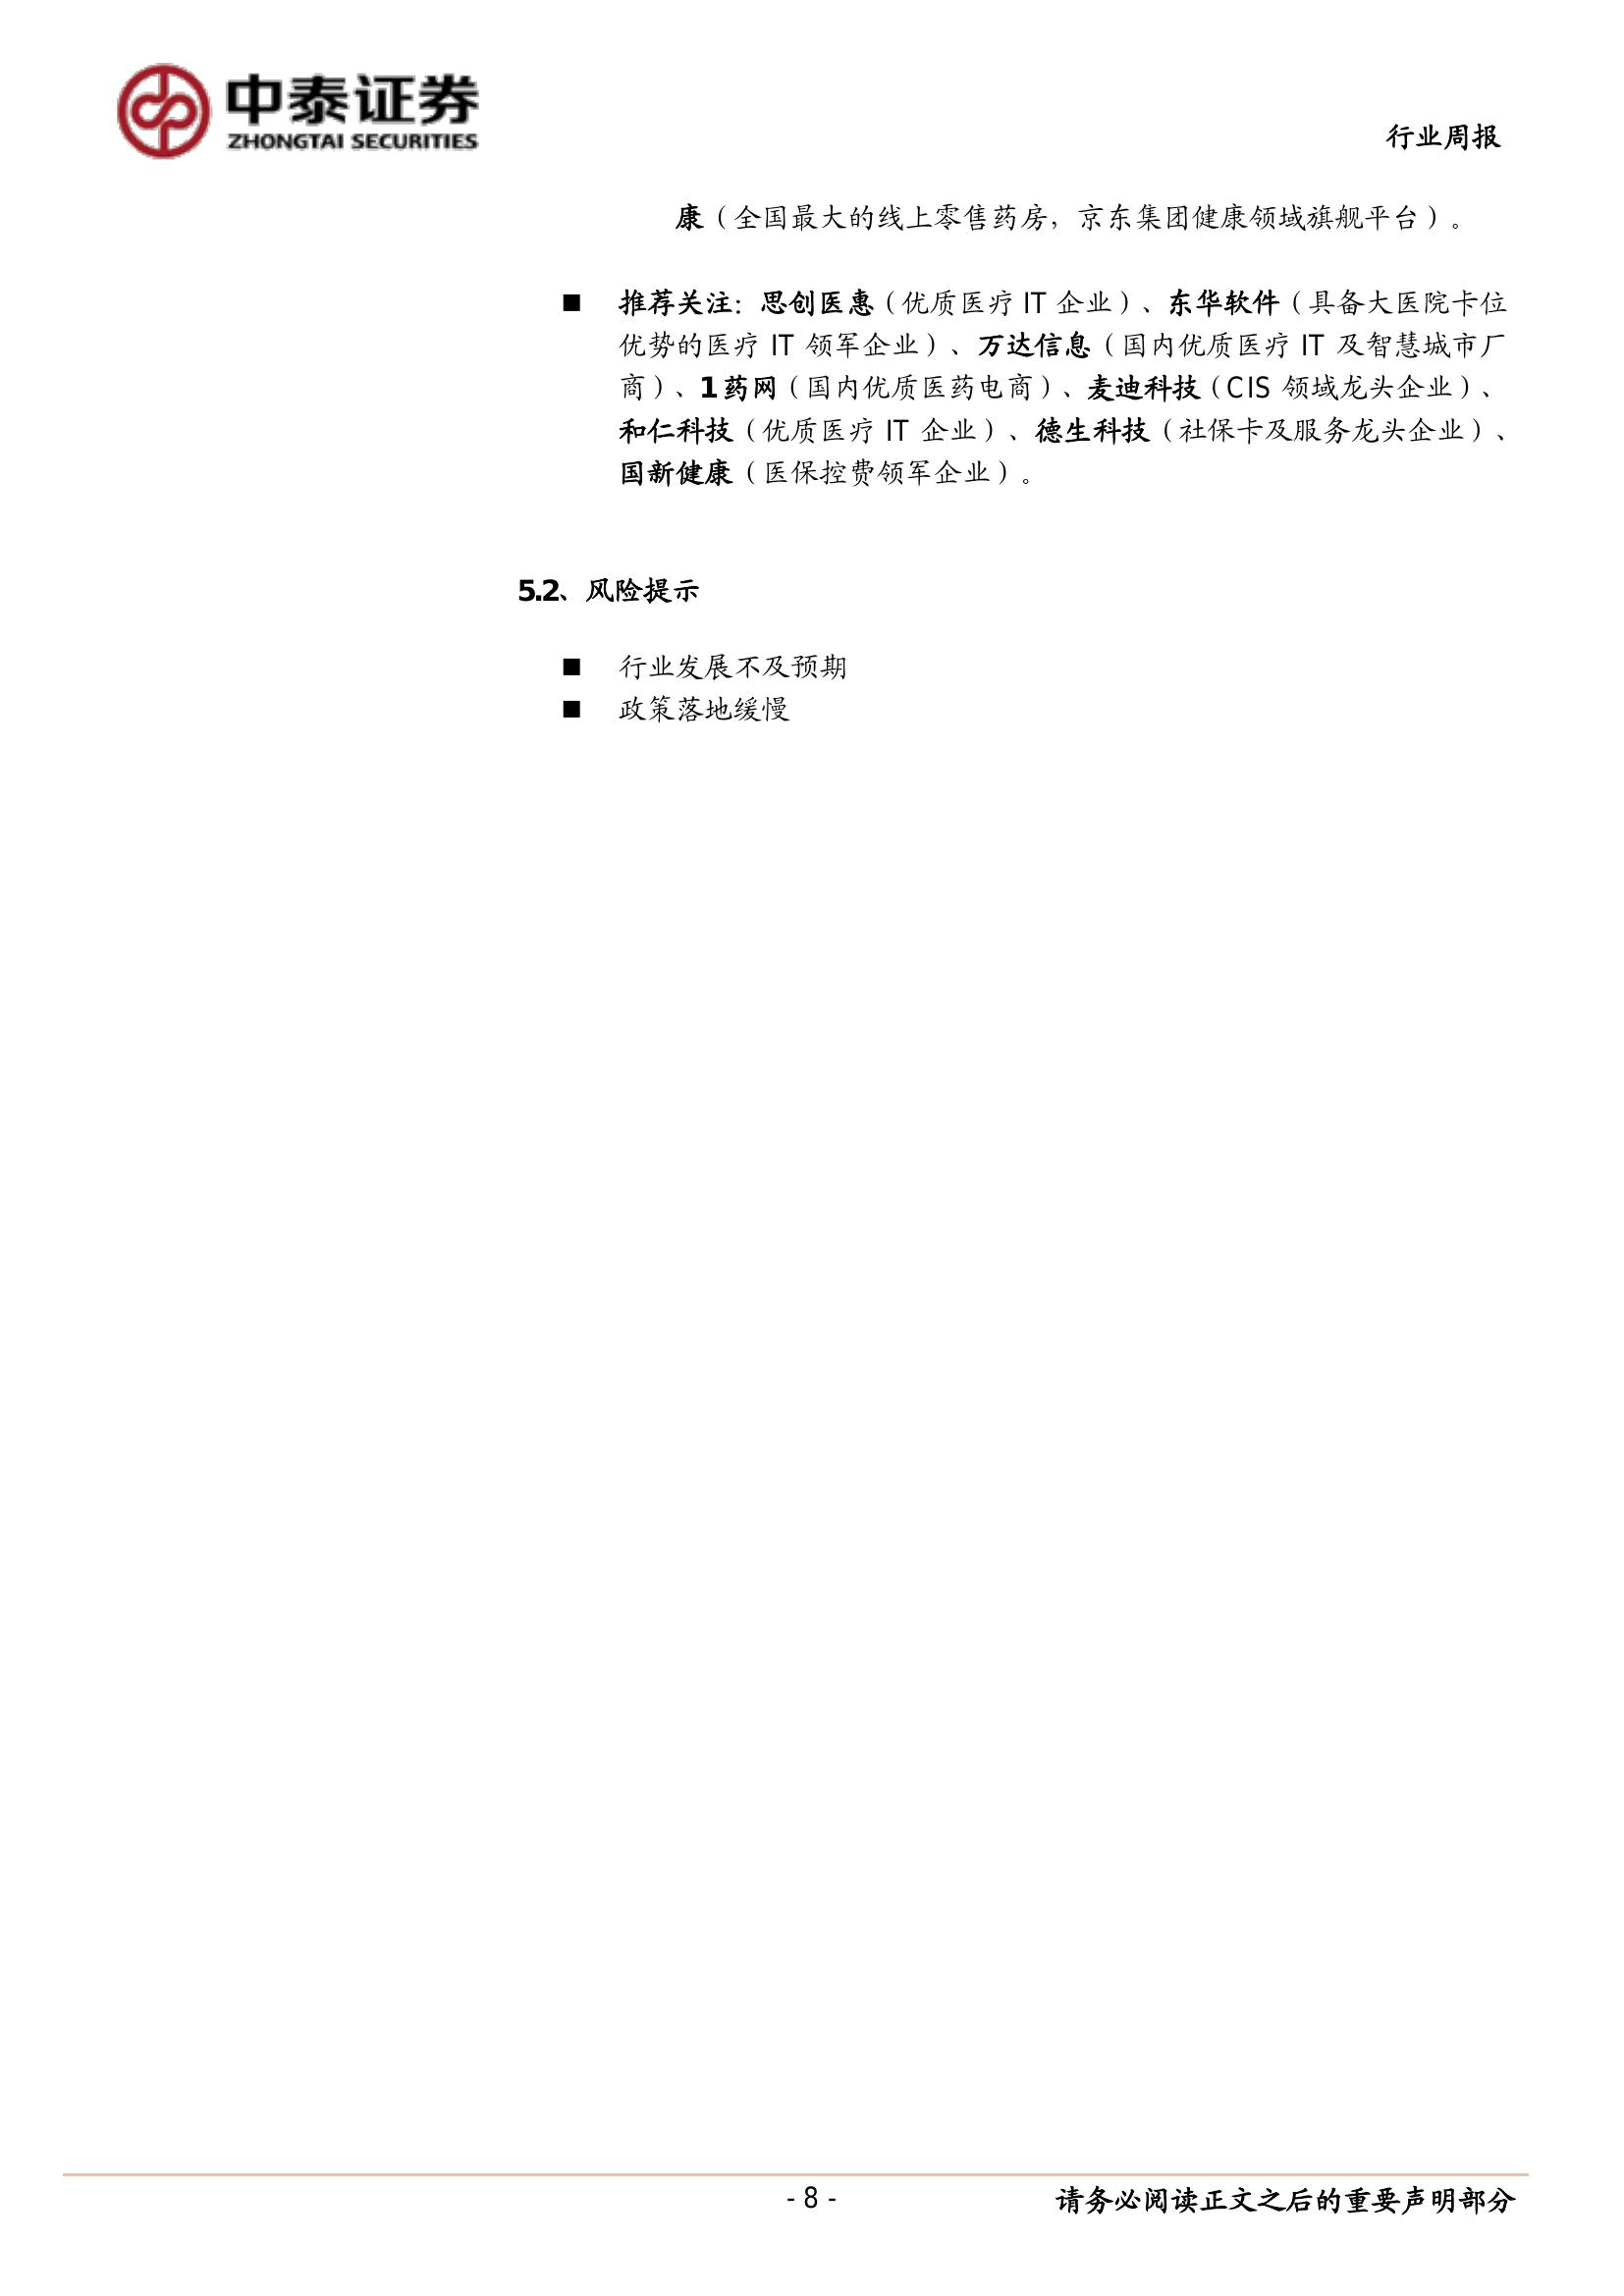 中泰证券
ZHONGTAI SECURITIES
行业周报
康（全国最大的线上零售药房，京东集团健康领域旗舰平台）。
■ 推荐关注：思创医惠（优质医疗 IT 企业）、东华软件（具备大医院卡位
优势的医疗 IT 领军企业）、万达信息（国内优质医疗 IT 及智慧城市厂
商）、1 药网（国内优质医药电商）、麦迪科技（CIS 领域龙头企业）、
和仁科技（优质医疗 IT 企业）、德生科技（社保卡及服务龙头企业）、
国新健康（医保控费领军企业）。
5.2、风险提示
■ 行业发展不及预期
■ 政策落地缓慢
- 8 -
请务必阅读正文之后的重要声明部分